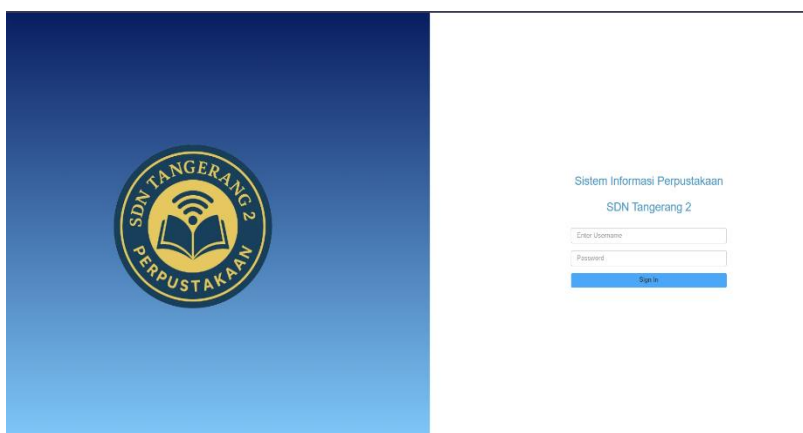 SDN TANGERANG 2
PERPUSTAKAAN
Sistem Informasi Perpustakaan
SDN Tangerang 2
Enter Username
Password
Sign In